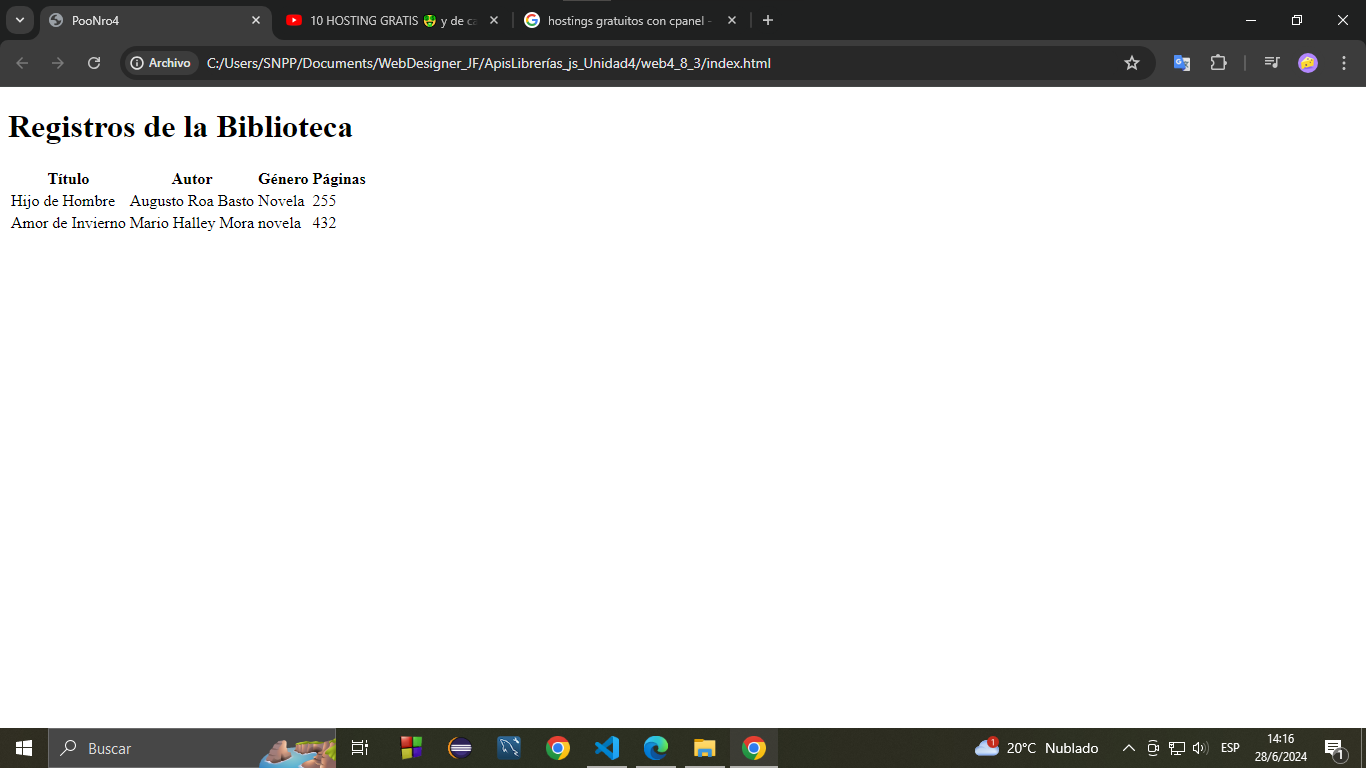 PooNro4
10 HOSTING GRATIS 🤑 y de ca
hostings gratuitos con cpanel -
Archivo C:/Users/SNPP/Documents/WebDesigner_JF/ApisLibrerías_js_Unidad4/web4_8_3/index.html
Registros de la Biblioteca
Título Autor Género Páginas
Hijo de Hombre Augusto Roa Basto Novela 255
Amor de Invierno Mario Halley Mora novela 432
Buscar
1
20°C Nublado
ESP
14:16
28/6/2024
1